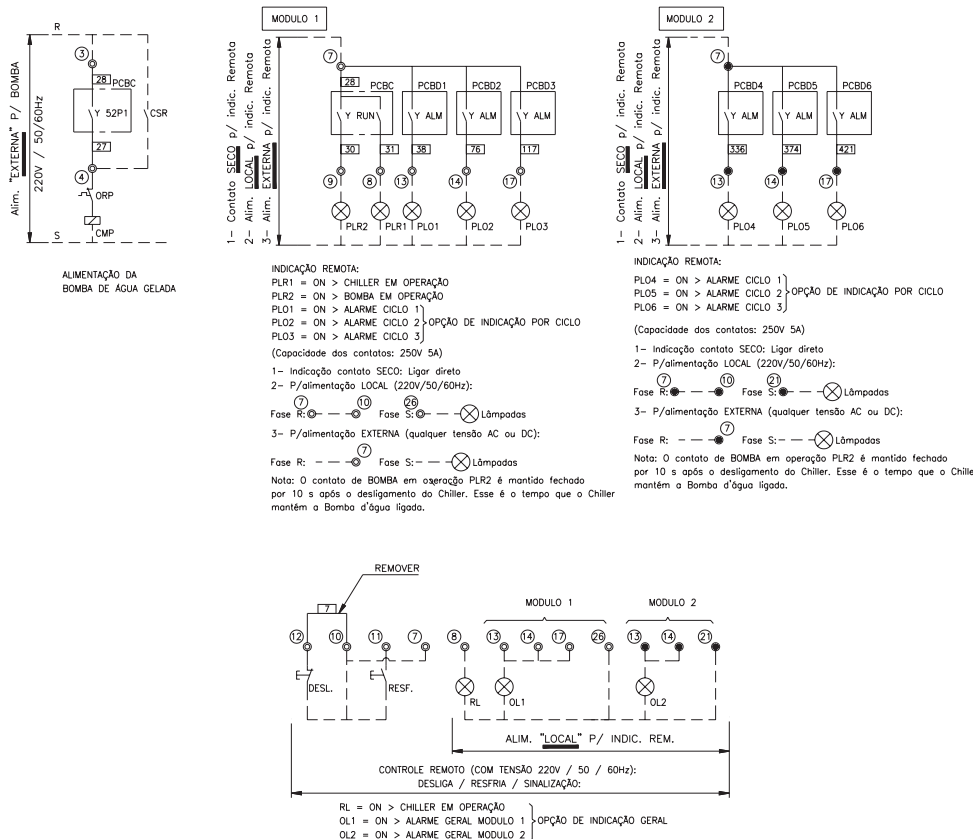 R
3
28 PCBC
Y 52P1
CSR
27
4
ORP
CMP
S
Alim. "EXTERNA" P/ BOMBA
220V / 50/60Hz
ALIMENTAÇÃO DA
BOMBA DE ÁGUA GELADA
MODULO 1
1- Contato SECO p/ indic. Remota
2- Alim. LOCAL p/ indic. Remota
3- Alim. EXTERNA p/ indic. Remota
7
28
PCBC PCBD1 PCBD2 PCBD3
Y RUN Y ALM Y ALM Y ALM
30 31 38 76 117
9 8 13 14 17
PLR2 PLR1 PLO1 PLO2 PLO3
INDICAÇÃO REMOTA:
PLR1 = ON > CHILLER EM OPERAÇÃO
PLR2 = ON > BOMBA EM OPERAÇÃO
PLO1 = ON > ALARME CICLO 1
PLO2 = ON > ALARME CICLO 2 OPÇÃO DE INDICAÇÃO POR CICLO
PLO3 = ON > ALARME CICLO 3
(Capacidade dos contatos: 250V 5A)
1- Indicação contato SECO: Ligar direto
2- P/alimentação LOCAL (220V/50/60Hz):
7 10 26
Fase R: Fase S: Lâmpadas
3- P/alimentação EXTERNA (qualquer tensão AC ou DC):
7
Fase R: Fase S: Lâmpadas
Nota: O contato de BOMBA em operação PLR2 é mantido fechado
por 10 s após o desligamento do Chiller. Esse é o tempo que o Chiller
mantém a Bomba d'água ligada.
MODULO 2
1- Contato SECO p/ indic. Remota
2- Alim. LOCAL p/ indic. Remota
3- Alim. EXTERNA p/ indic. Remota
7
PCBD4 PCBD5 PCBD6
Y ALM Y ALM Y ALM
336 374 421
13 14 17
PLO4 PLO5 PLO6
INDICAÇÃO REMOTA:
PLO4 = ON > ALARME CICLO 1
PLO5 = ON > ALARME CICLO 2 OPÇÃO DE INDICAÇÃO POR CICLO
PLO6 = ON > ALARME CICLO 3
(Capacidade dos contatos: 250V 5A)
1- Indicação contato SECO: Ligar direto
2- P/alimentação LOCAL (220V/50/60Hz):
7 10 21
Fase R: Fase S: Lâmpadas
3- P/alimentação EXTERNA (qualquer tensão AC ou DC):
7
Fase R: Fase S: Lâmpadas
Nota: O contato de BOMBA em operação PLR2 é mantido fechado
por 10 s após o desligamento do Chiller. Esse é o tempo que o Chille
mantém a Bomba d'água ligada.
REMOVER
7
MODULO 1 MODULO 2
12 10 11 7 8 13 14 17 26 13 14 21
DESL. RESF. RL OL1 OL2
ALIM. "LOCAL" P/ INDIC. REM.
CONTROLE REMOTO (COM TENSÃO 220V / 50 / 60Hz):
DESLIGA / RESFRIA / SINALIZAÇÃO:
RL = ON > CHILLER EM OPERAÇÃO
OL1 = ON > ALARME GERAL MODULO 1 OPÇÃO DE INDICAÇÃO GERAL
OL2 = ON > ALARME GERAL MODULO 2